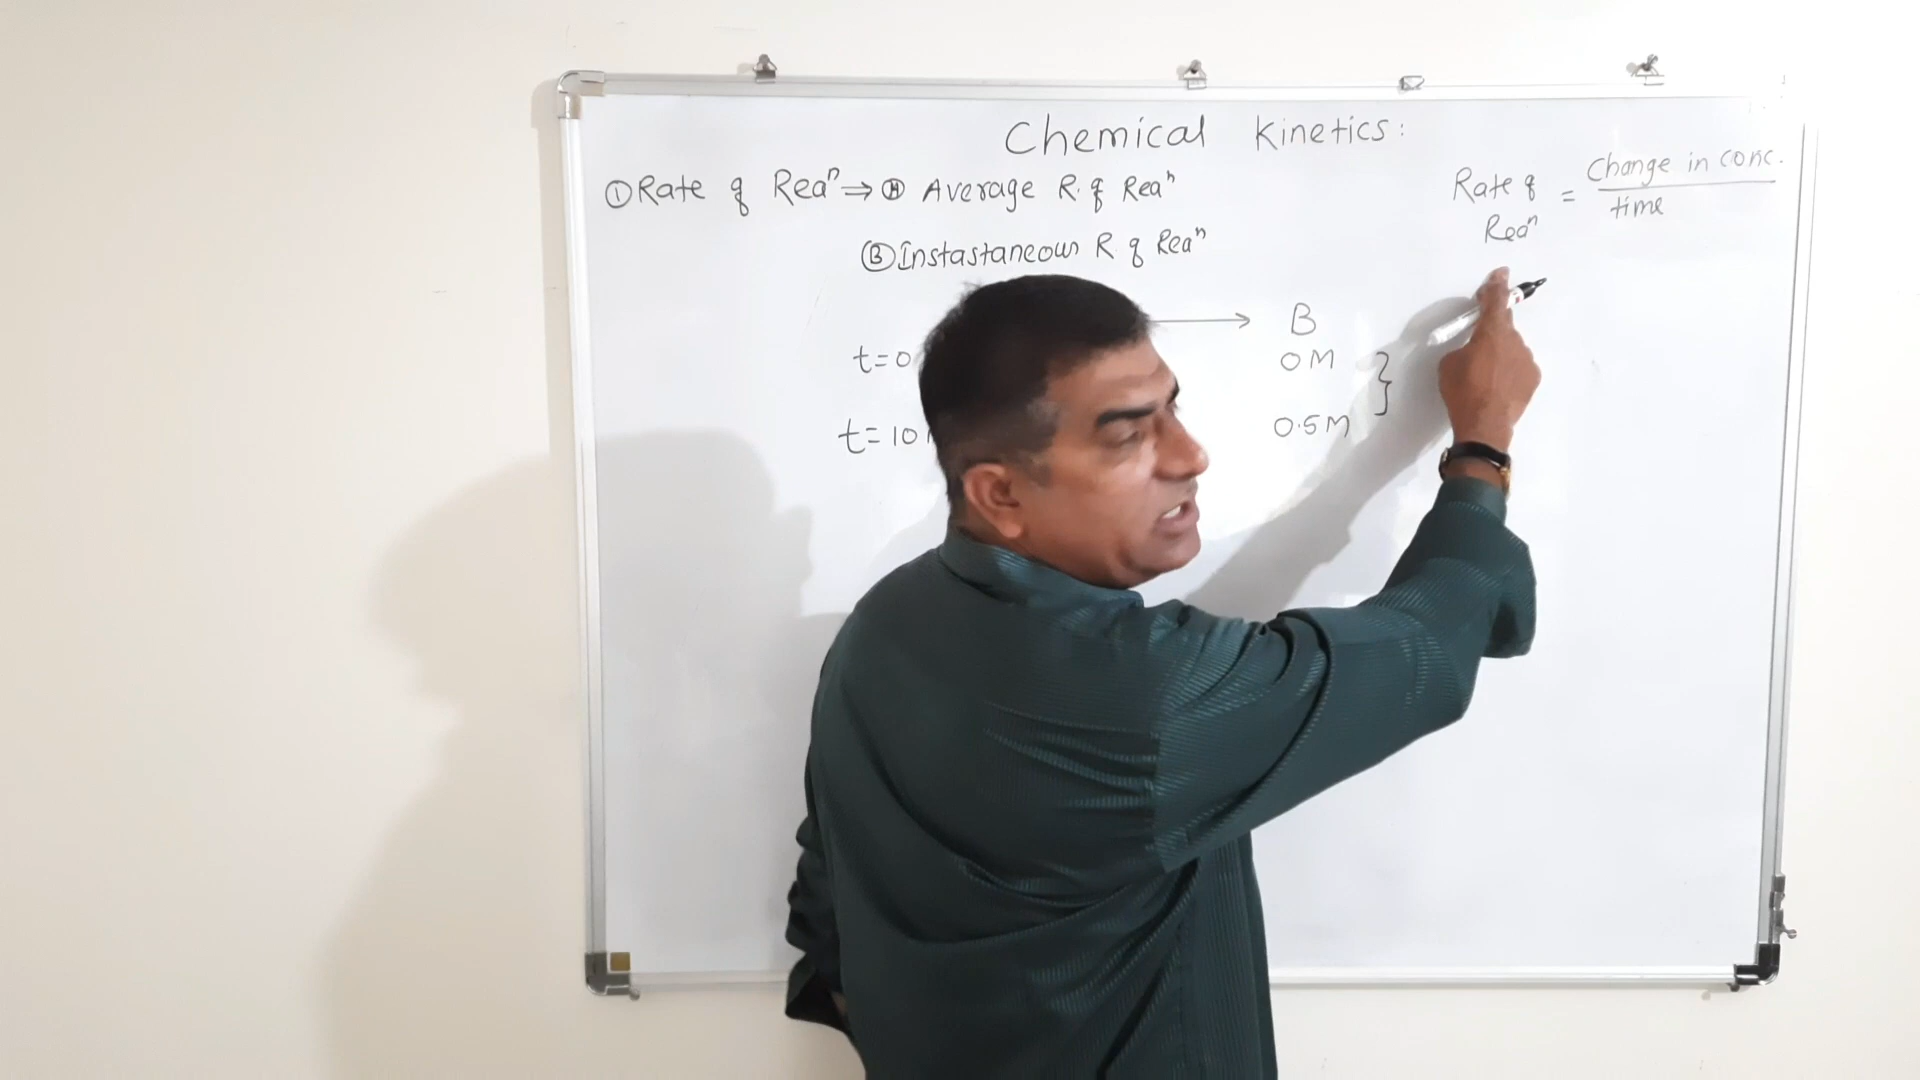 Chemical Kinetics:
① Rate of Reaⁿ ⇒ Ⓐ Average R. of Reaⁿ
Ⓑ Instastaneous R. of Reaⁿ
Rate of Reaⁿ = Change in conc. / time
→ B
t=0 0M }
t=10 0.5M